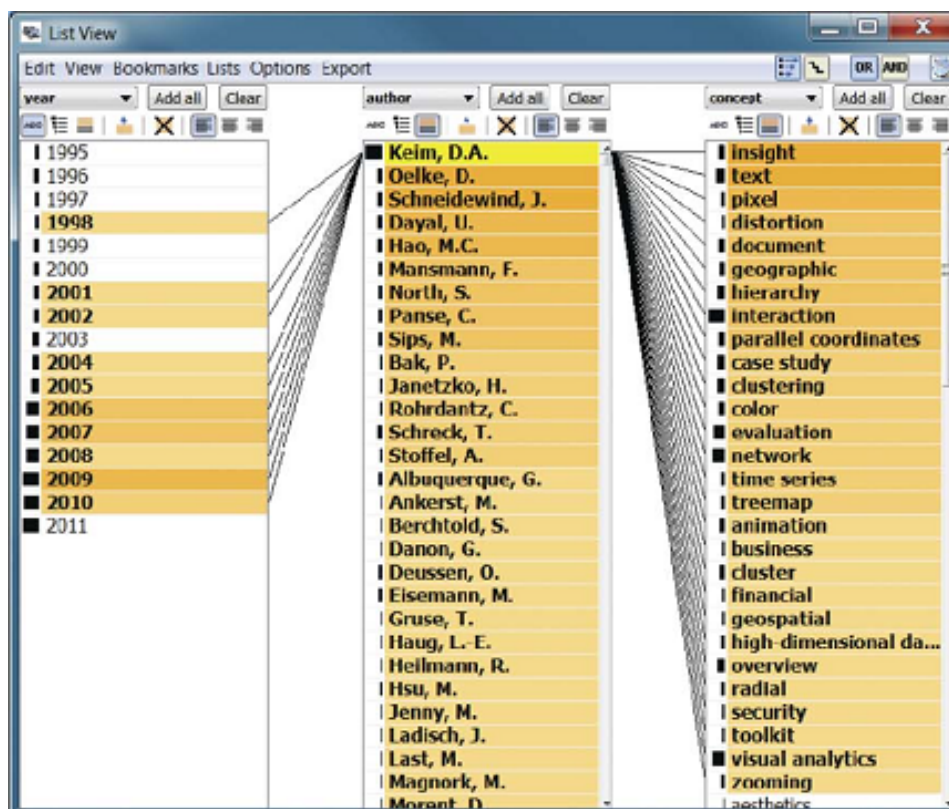 List View
Edit View Bookmarks Lists Options Export OR AND
year Add all Clear
author Add all Clear
concept Add all Clear
1995
1996
1997
1998
1999
2000
2001
2002
2003
2004
2005
2006
2007
2008
2009
2010
2011
Keim, D.A.
Oelke, D.
Schneidewind, J.
Dayal, U.
Hao, M.C.
Mansmann, F.
North, S.
Panse, C.
Sips, M.
Bak, P.
Janetzko, H.
Rohrdantz, C.
Schreck, T.
Stoffel, A.
Albuquerque, G.
Ankerst, M.
Berchtold, S.
Danon, G.
Deussen, O.
Eisemann, M.
Gruse, T.
Haug, L.-E.
Heilmann, R.
Hsu, M.
Jenny, M.
Ladisch, J.
Last, M.
Magnork, M.
Morent, D.
insight
text
pixel
distortion
document
geographic
hierarchy
interaction
parallel coordinates
case study
clustering
color
evaluation
network
time series
treemap
animation
business
cluster
financial
geospatial
high-dimensional da...
overview
radial
security
toolkit
visual analytics
zooming
aesthetics